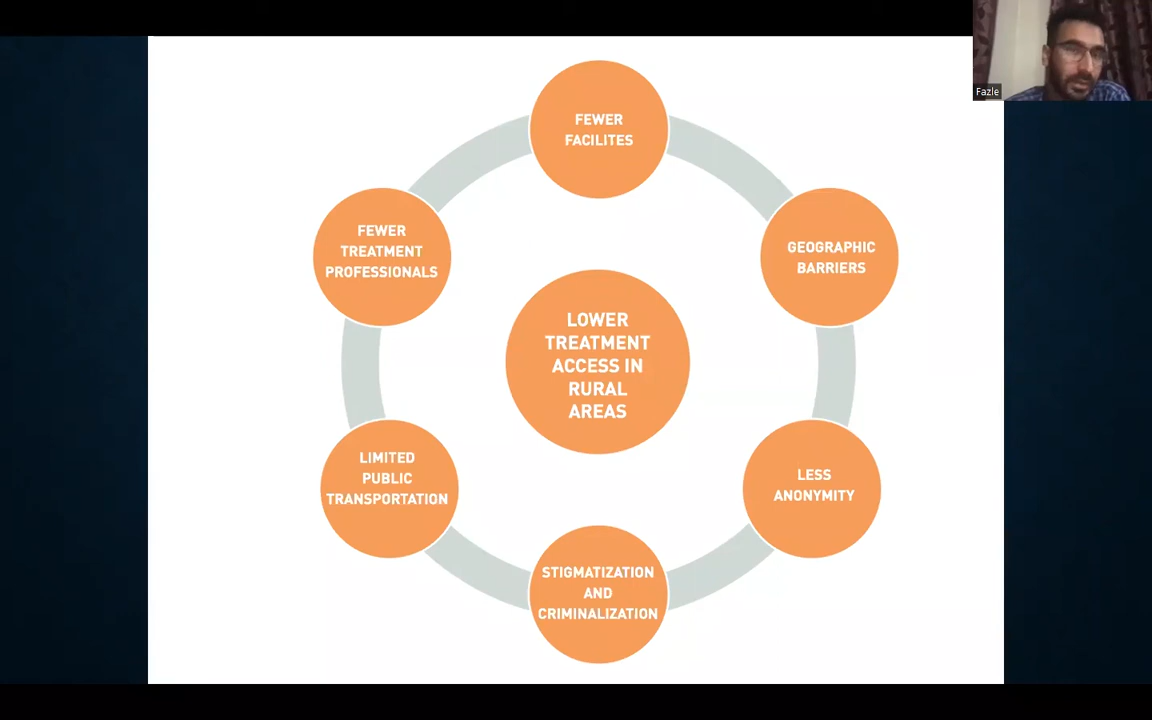 Fazle
FEWER
FACILITES
GEOGRAPHIC
BARRIERS
LESS
ANONYMITY
STIGMATIZATION
AND
CRIMINALIZATION
LIMITED
PUBLIC
TRANSPORTATION
FEWER
TREATMENT
PROFESSIONALS
LOWER
TREATMENT
ACCESS IN
RURAL
AREAS